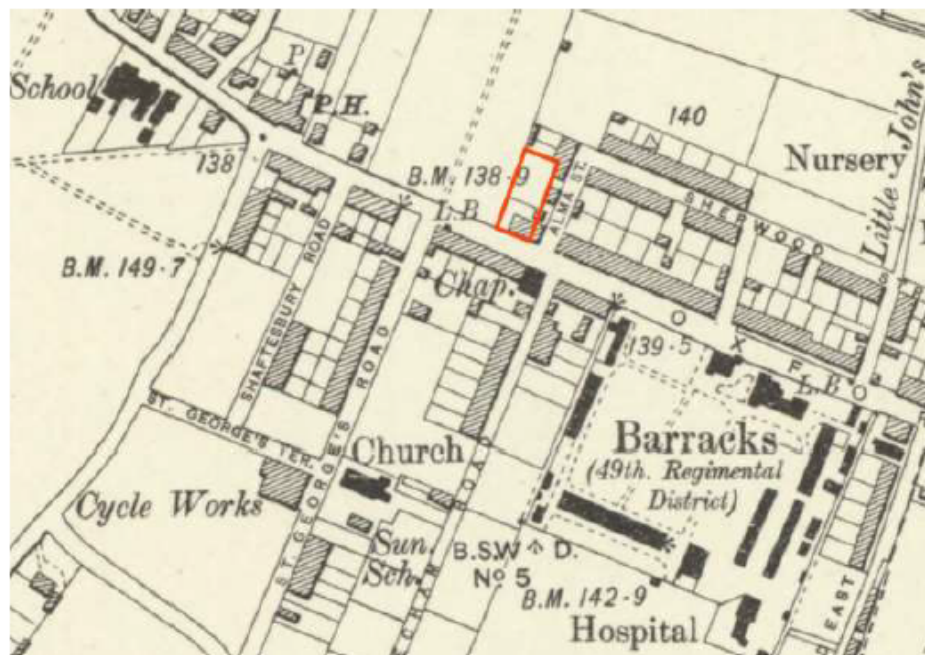 School
P
P.H.
138
B.M. 138·9
L.B
140
Nursery
Little John's
ALMA ST.
SHERWOOD
B.M. 149·7
SHAFTESBURY ROAD
Chap.
O
X
F
O
139·5
L.B
ROAD
ST. GEORGE'S TER.
Church
Barracks
(49th. Regimental
District)
Cycle Works
ST. GEORGE'S
ROAD
Sun.
Sch.
B.S.W D.
No 5
B.M. 142·9
Hospital
EAST